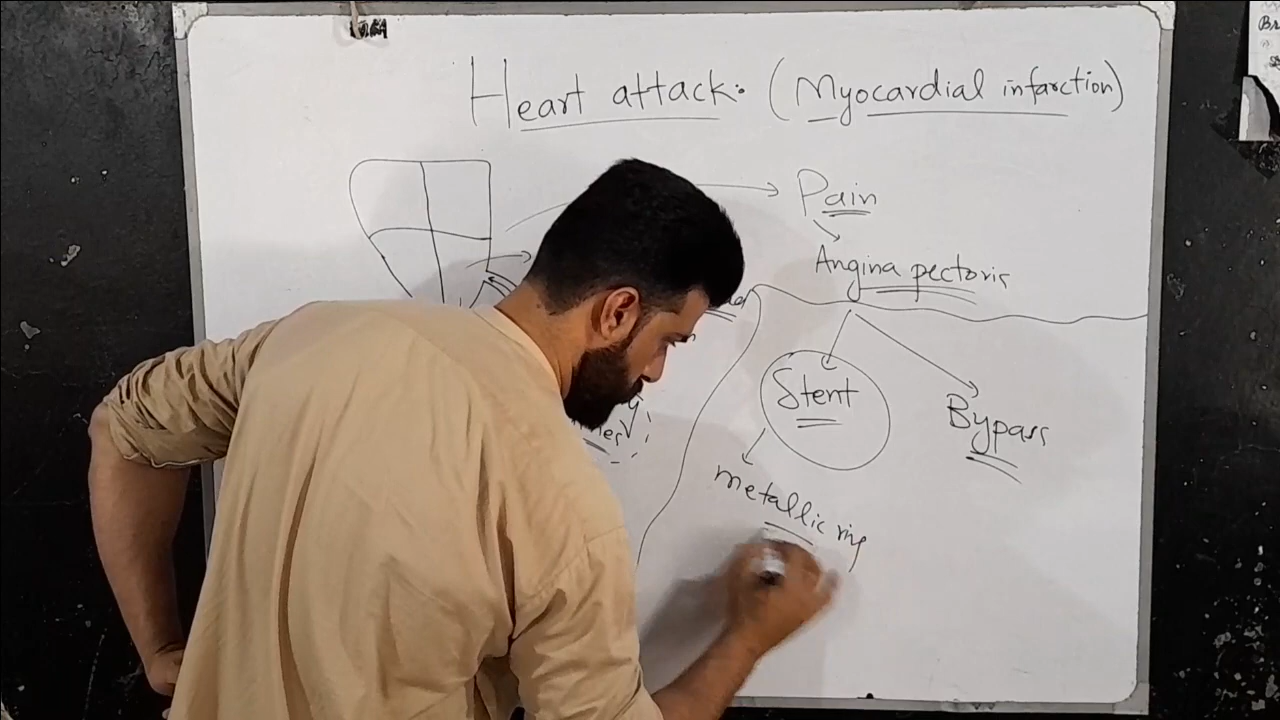 Heart attack: (Myocardial infarction)
Pain
Angina pectoris
Stent
Bypass
metallic ring